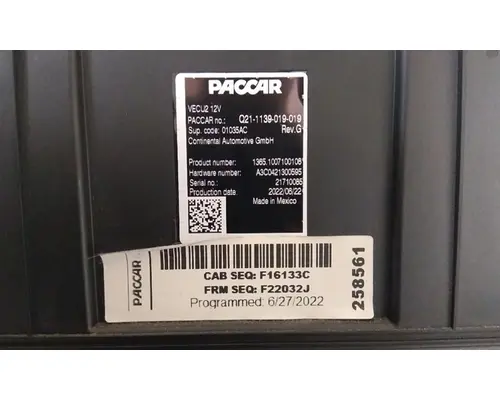 PACCAR
VECU2 12V
PACCAR no.: Q21-1139-019-019
Sup. code: 01035AC Rev.G
Continental Automotive GmbH
Product number: 1365.1007100108
Hardware number: A3C0421300595
Serial no.: 21710085
Production date 2022/06/22
Made in Mexico
PACCAR
CAB SEQ: F16133C
FRM SEQ: F22032J
Programmed: 6/27/2022
258561